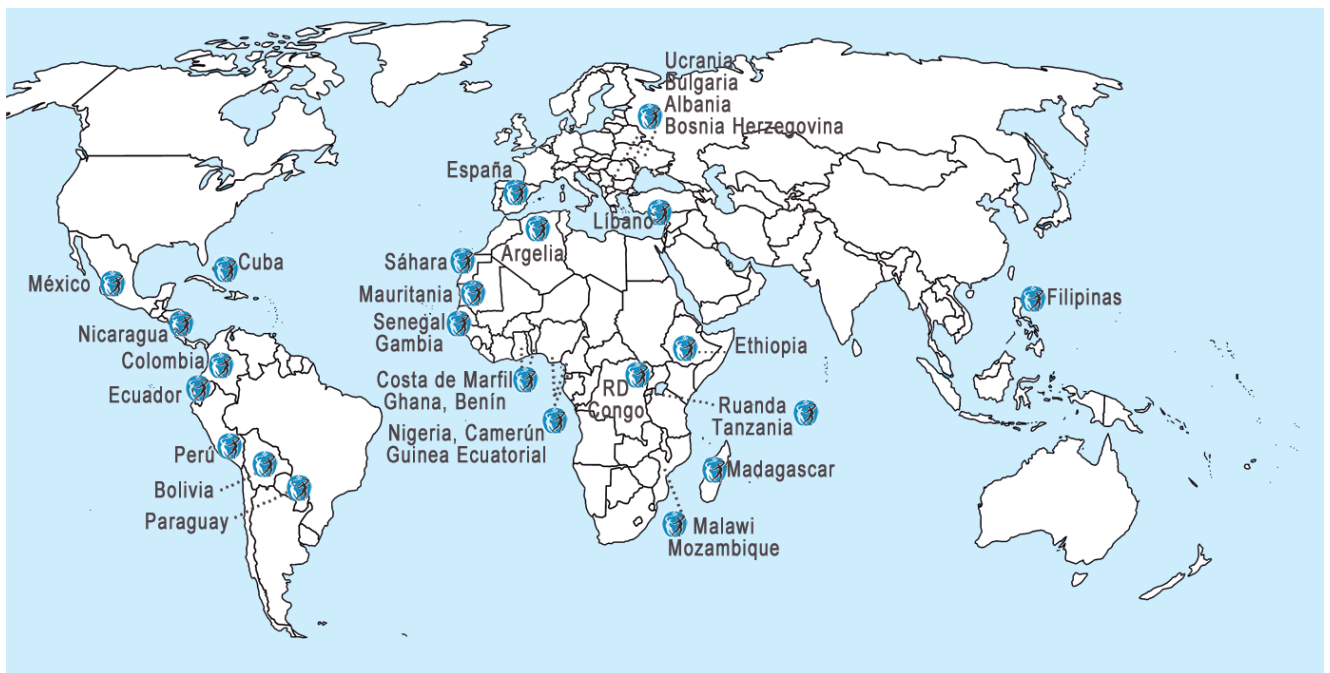 Ucrania
Bulgaria
Albania
Bosnia Herzegovina
España
Líbano
Argelia
Sáhara
Cuba
México
Mauritania
Filipinas
Senegal
Gambia
Nicaragua
Colombia
Ecuador
Ethiopia
Costa de Marfil
Ghana, Benín
RD
Congo
Ruanda
Tanzania
Nigeria, Camerún
Guinea Ecuatorial
Perú
Madagascar
Bolivia
Paraguay
Malawi
Mozambique